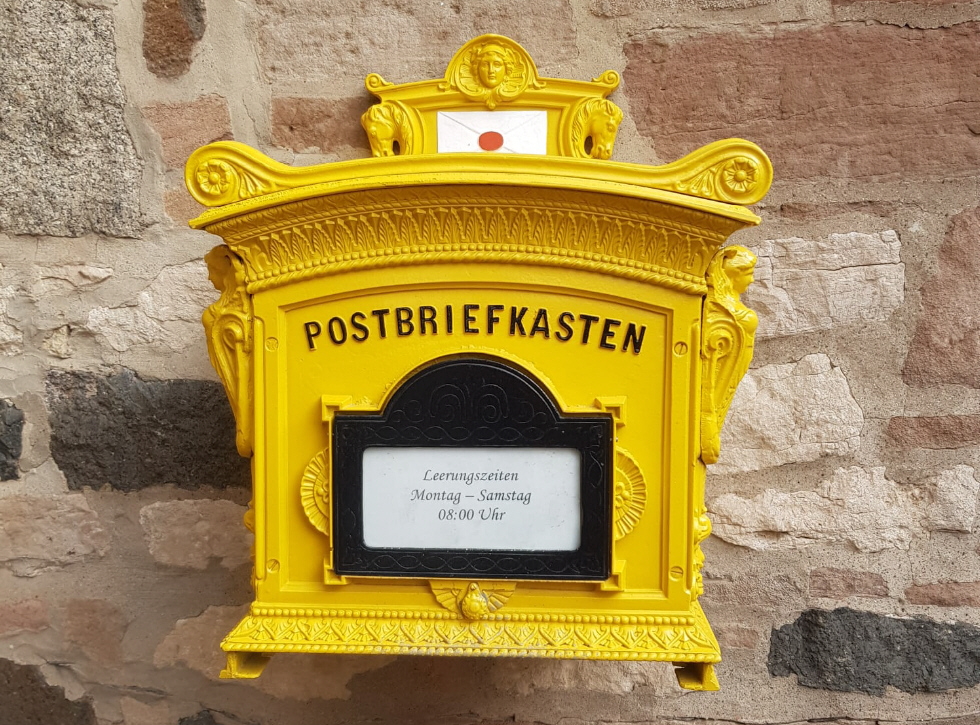 POSTBRIEFKASTEN
Leerungszeiten
Montag – Samstag
08:00 Uhr